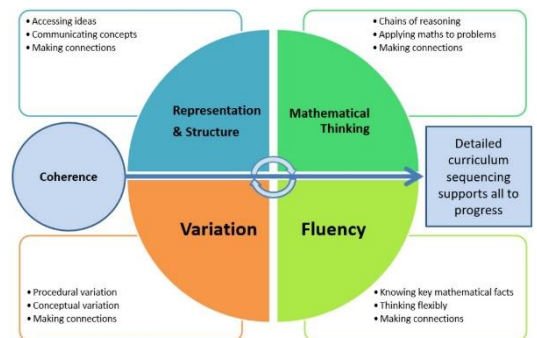 • Accessing ideas
• Communicating concepts
• Making connections
• Chains of reasoning
• Applying maths to problems
• Making connections
Representation
& Structure
Mathematical
Thinking
Coherence
Detailed
curriculum
sequencing
supports all to
progress
Variation
Fluency
• Procedural variation
• Conceptual variation
• Making connections
• Knowing key mathematical facts
• Thinking flexibly
• Making connections